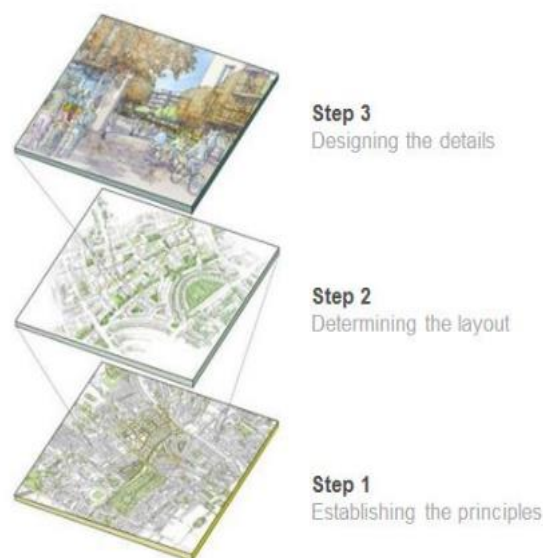 Step 3
Designing the details
Step 2
Determining the layout
Step 1
Establishing the principles